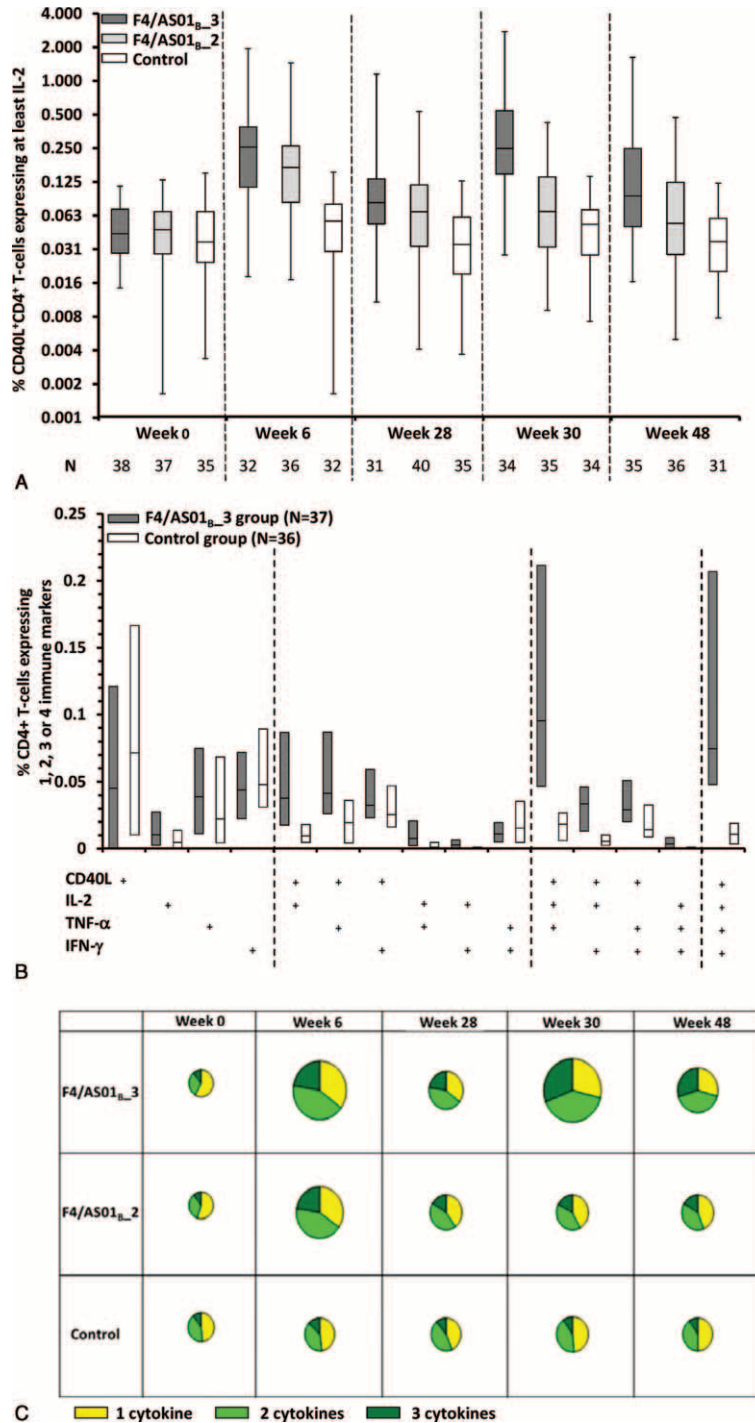 % CD40L⁺CD4⁺ T-cells expressing at least IL-2
4.000
2.000
1.000
0.500
0.250
0.125
0.063
0.031
0.016
0.008
0.004
0.002
0.001
F4/AS01B_3
F4/AS01B_2
Control
Week 0 Week 6 Week 28 Week 30 Week 48
N 38 37 35 32 36 32 31 40 35 34 35 34 35 36 31
A
% CD4+ T-cells expressing
1, 2, 3 or 4 immune markers
0.25
0.2
0.15
0.1
0.05
0
F4/AS01B_3 group (N=37)
Control group (N=36)
CD40L + + + + + + + +
IL-2 + + + + + + + +
TNF-α + + + + + + + +
IFN-γ + + + + + + + +
B
Week 0 Week 6 Week 28 Week 30 Week 48
F4/AS01B_3
F4/AS01B_2
Control
C 1 cytokine 2 cytokines 3 cytokines